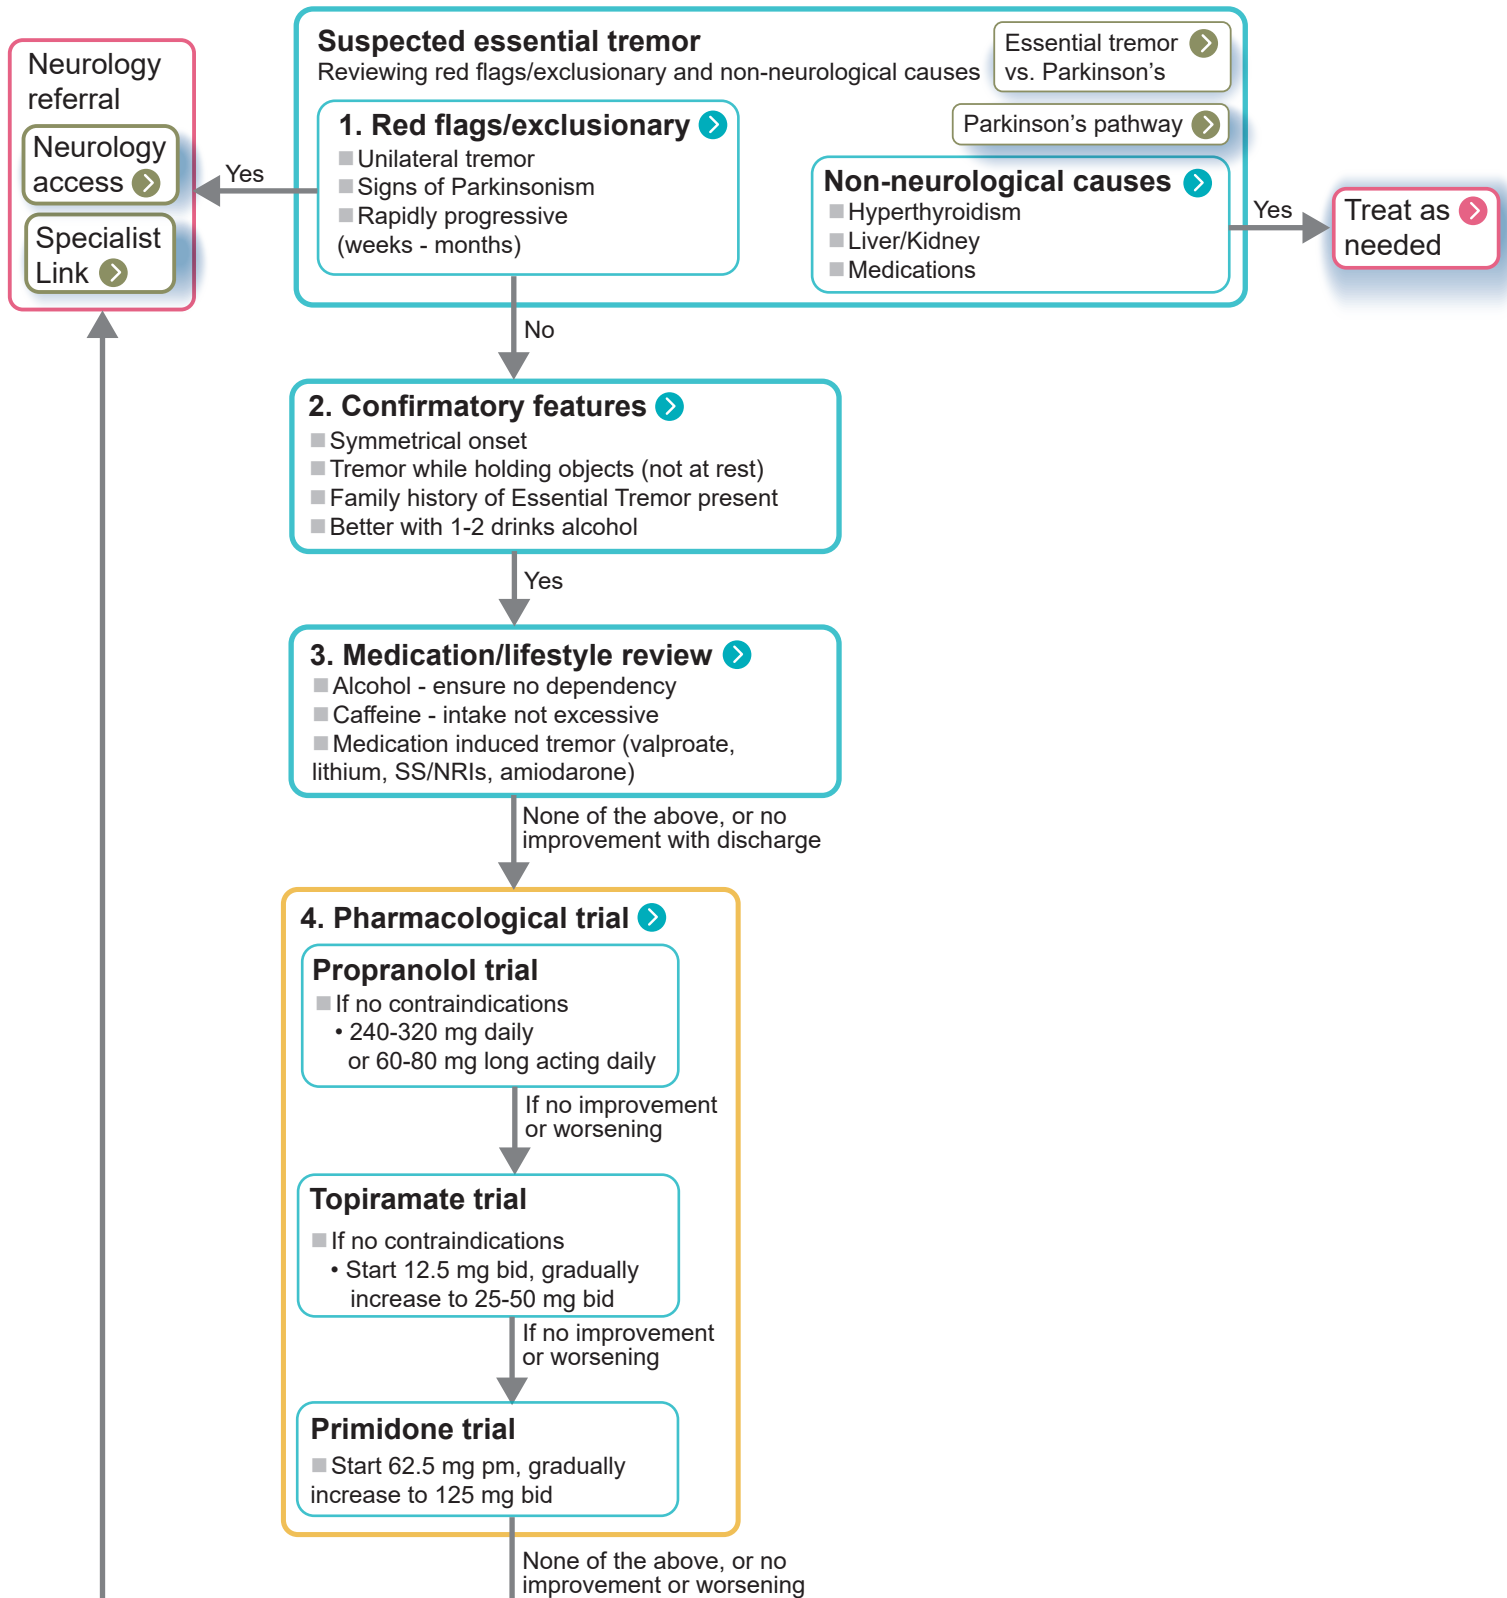 Neurology
referral
Neurology
access
Specialist
Link
Yes
Suspected essential tremor
Reviewing red flags/exclusionary and non-neurological causes
Essential tremor
vs. Parkinson's
Parkinson's pathway
1. Red flags/exclusionary
Unilateral tremor
Signs of Parkinsonism
Rapidly progressive
(weeks - months)
Non-neurological causes
Hyperthyroidism
Liver/Kidney
Medications
Yes
Treat as
needed
No
2. Confirmatory features
Symmetrical onset
Tremor while holding objects (not at rest)
Family history of Essential Tremor present
Better with 1-2 drinks alcohol
Yes
3. Medication/lifestyle review
Alcohol - ensure no dependency
Caffeine - intake not excessive
Medication induced tremor (valproate,
lithium, SS/NRIs, amiodarone)
None of the above, or no
improvement with discharge
4. Pharmacological trial
Propranolol trial
If no contraindications
• 240-320 mg daily
or 60-80 mg long acting daily
If no improvement
or worsening
Topiramate trial
If no contraindications
• Start 12.5 mg bid, gradually
increase to 25-50 mg bid
If no improvement
or worsening
Primidone trial
Start 62.5 mg pm, gradually
increase to 125 mg bid
None of the above, or no
improvement or worsening